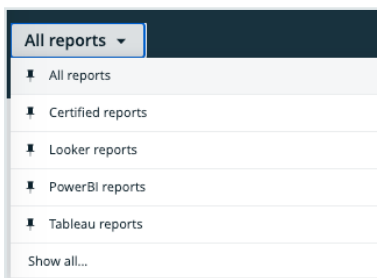 All reports
All reports
Certified reports
Looker reports
PowerBI reports
Tableau reports
Show all...